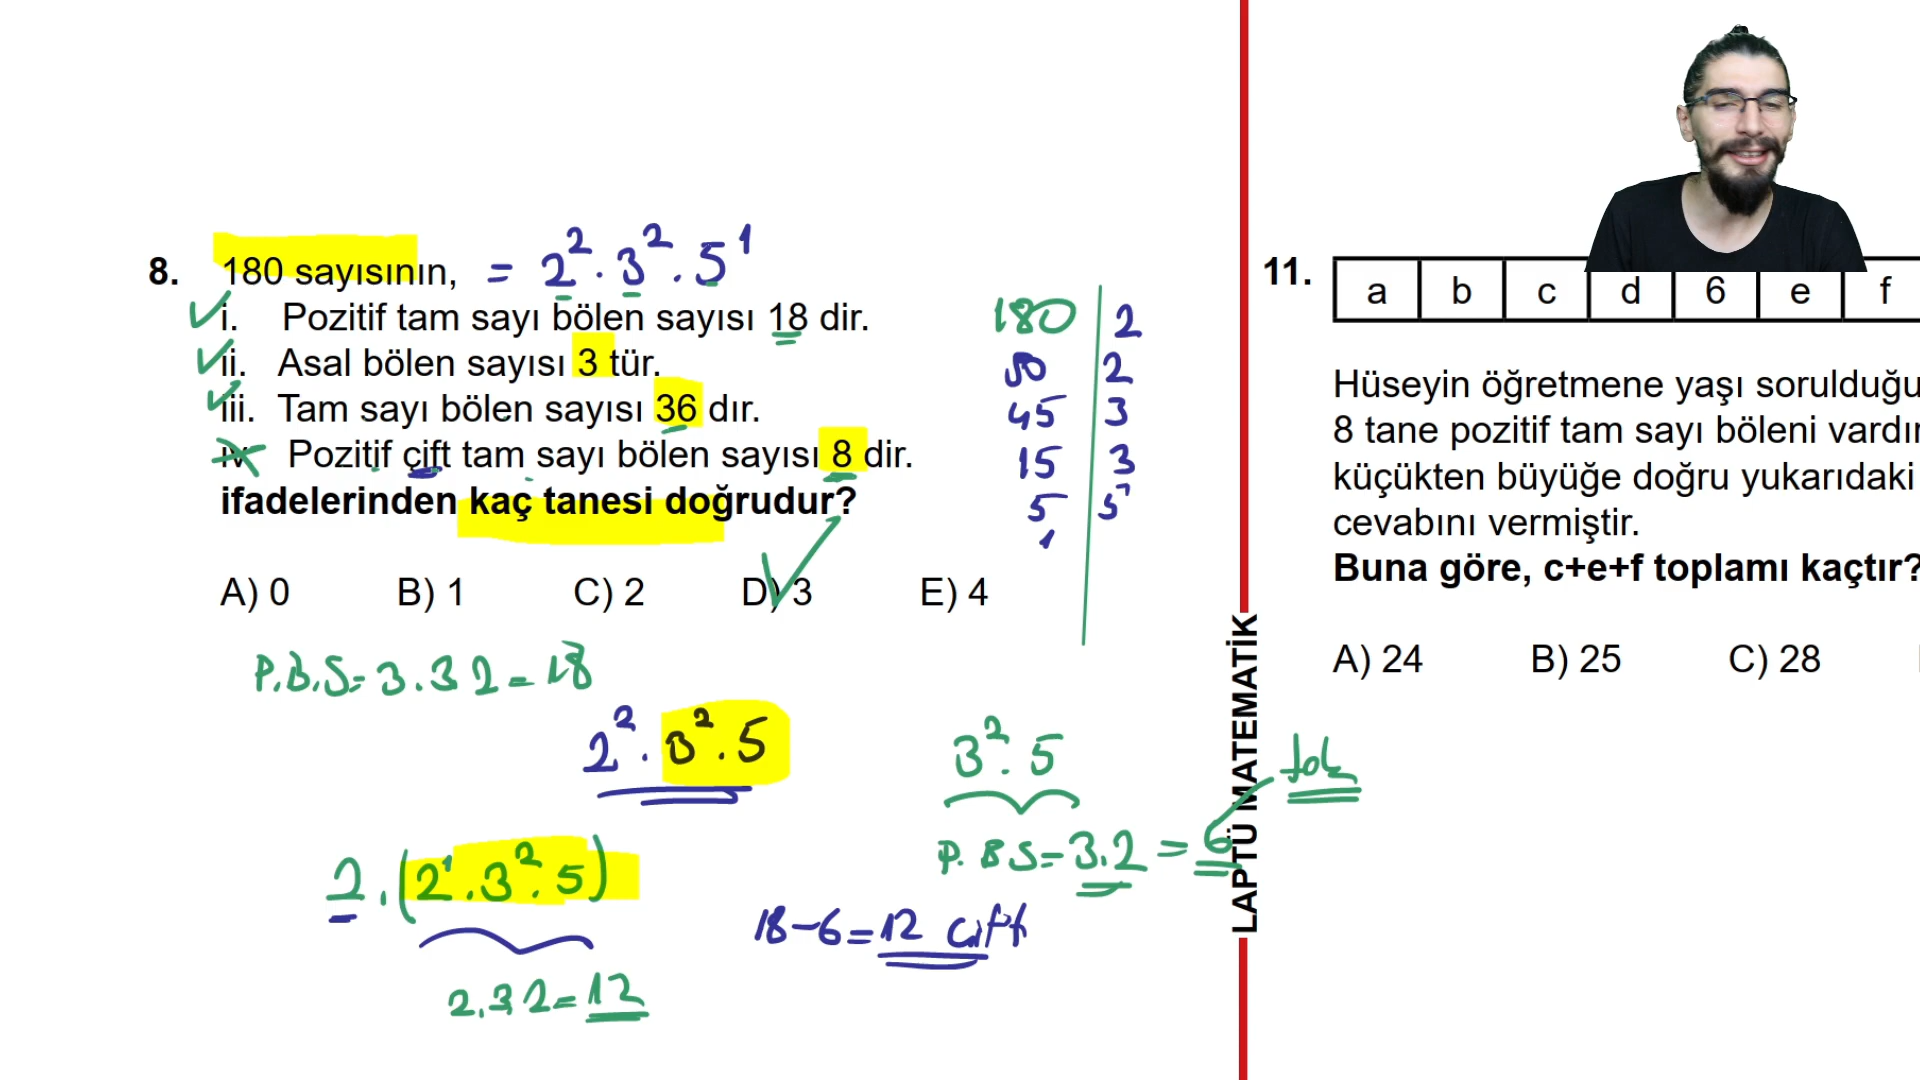 8. 180 sayısının, = 2² . 3² . 5¹
i. Pozitif tam sayı bölen sayısı 18 dir.
ii. Asal bölen sayısı 3 tür.
iii. Tam sayı bölen sayısı 36 dır.
iv. Pozitif çift tam sayı bölen sayısı 8 dir.
ifadelerinden kaç tanesi doğrudur?
A) 0 B) 1 C) 2 D) 3 E) 4
180 2
90 2
45 3
15 3
5 5
1
P.B.S= 3.3 2 = 18
2² . 3² . 5
2 . (2¹ . 3² . 5)
2.3 2 = 12
3² . 5
P.B S= 3.2 = 6 tek
18-6=12 çift
LAPTÜ MATEMATİK
11. a b c d 6 e f
Hüseyin öğretmene yaşı sorulduğu
8 tane pozitif tam sayı böleni vardır
küçükten büyüğe doğru yukarıdaki
cevabını vermiştir.
Buna göre, c+e+f toplamı kaçtır?
A) 24 B) 25 C) 28